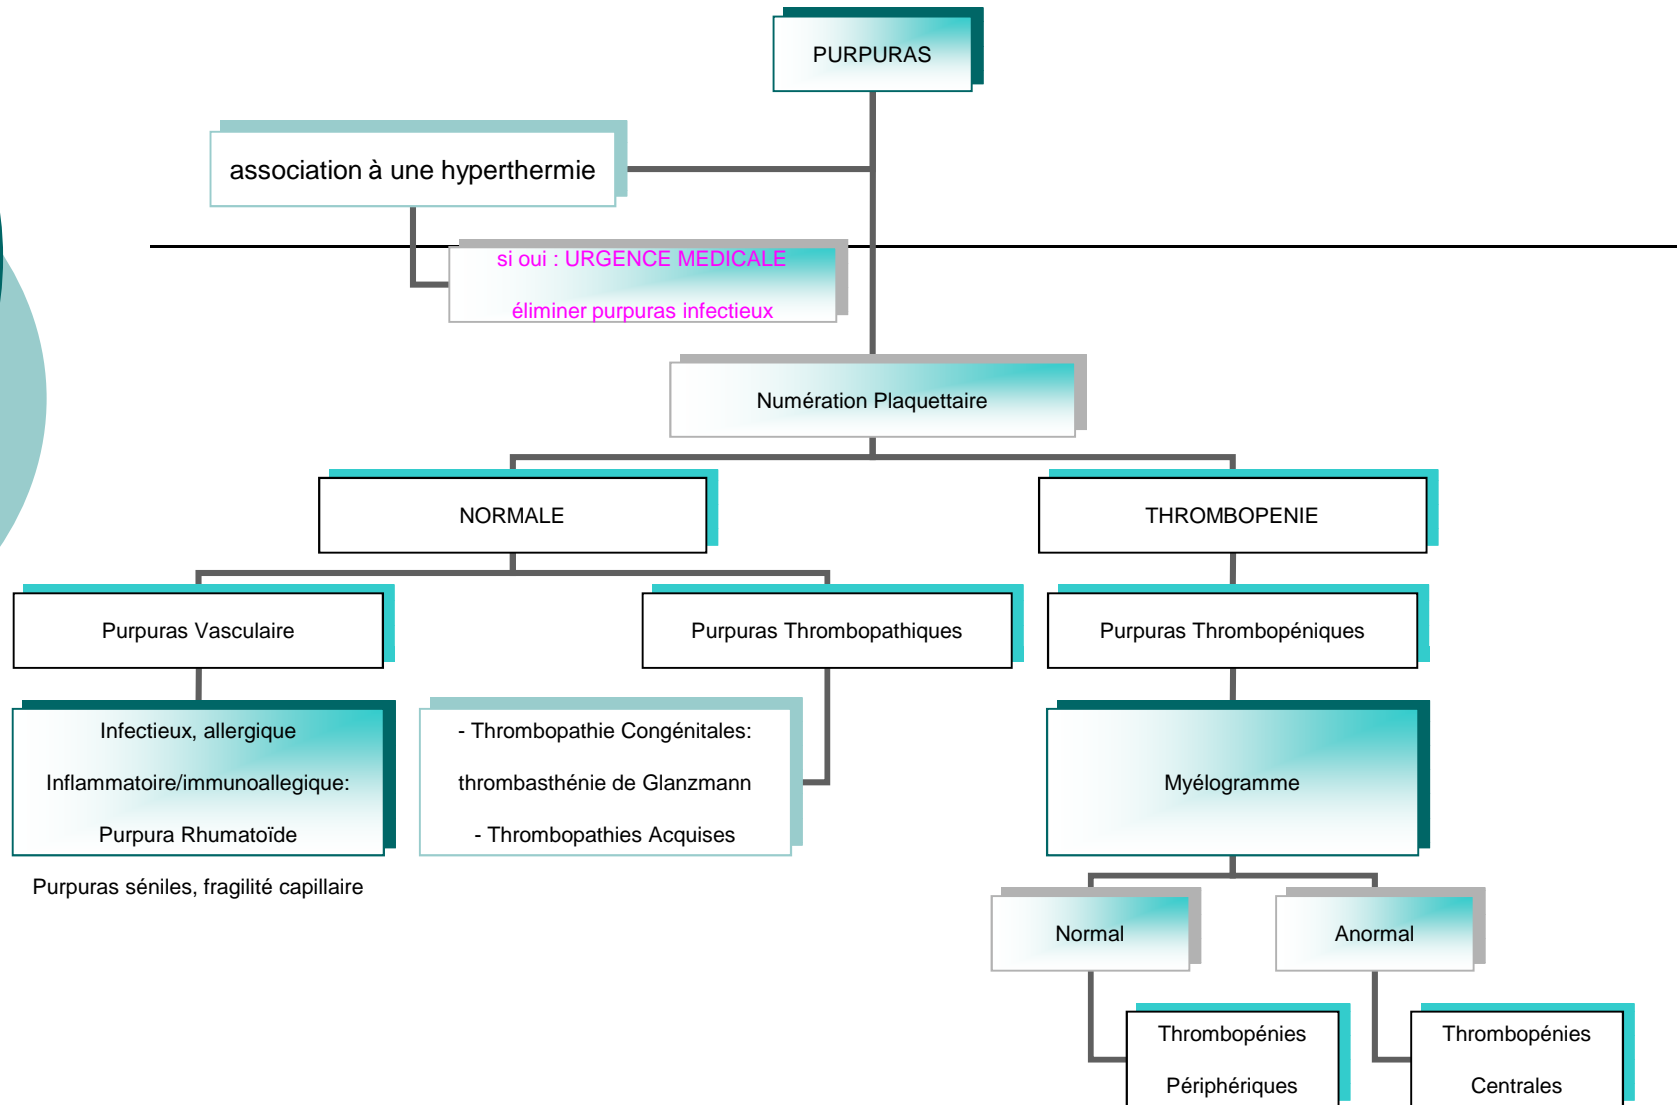 PURPURAS
association à une hyperthermie
si oui : URGENCE MEDICALE
éliminer purpuras infectieux
Numération Plaquettaire
NORMALE
THROMBOPENIE
Purpuras Vasculaire
Purpuras Thrombopathiques
Purpuras Thrombopéniques
Infectieux, allergique
Inflammatoire/immunoallegique:
Purpura Rhumatoïde
Purpuras séniles, fragilité capillaire
- Thrombopathie Congénitales:
thrombasthénie de Glanzmann
- Thrombopathies Acquises
Myélogramme
Normal
Anormal
Thrombopénies
Périphériques
Thrombopénies
Centrales